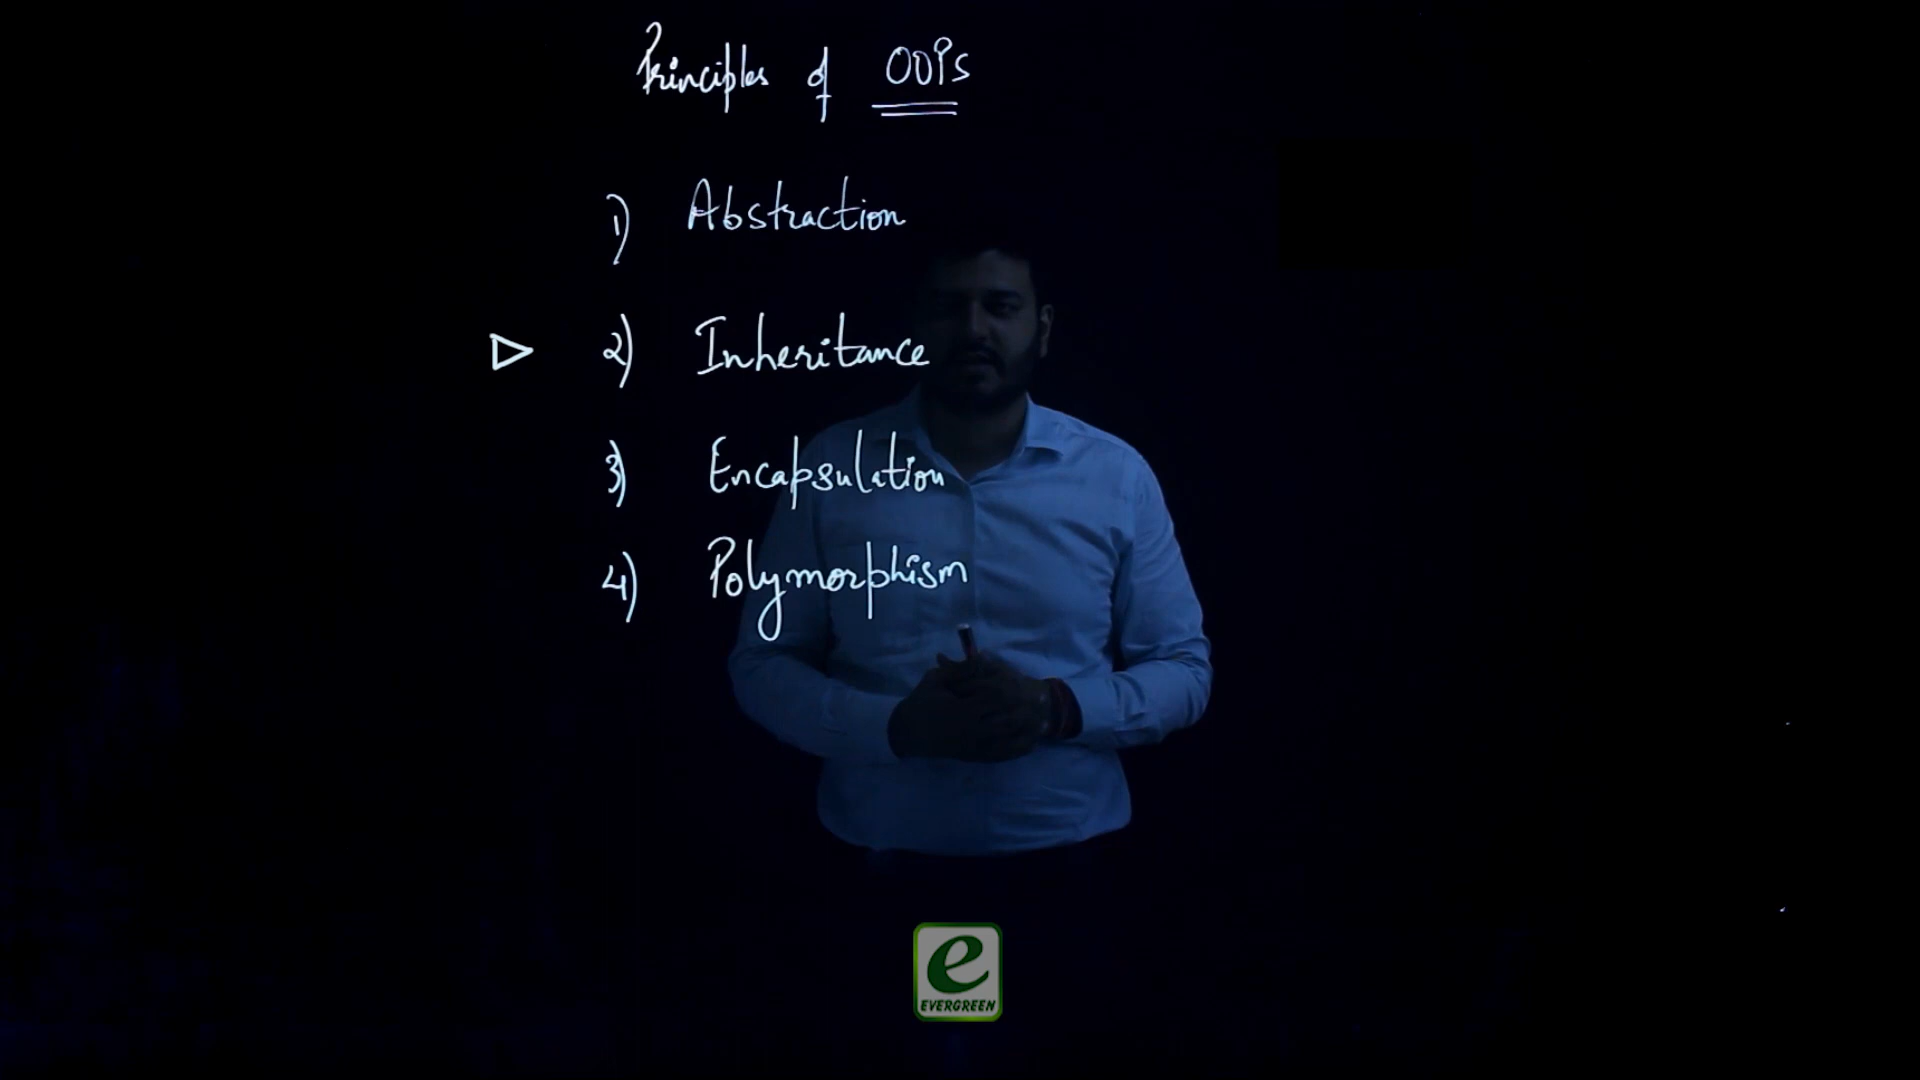 Principles of OOPs
1) Abstraction
2) Inheritance
3) Encapsulation
4) Polymorphism
e
EVERGREEN